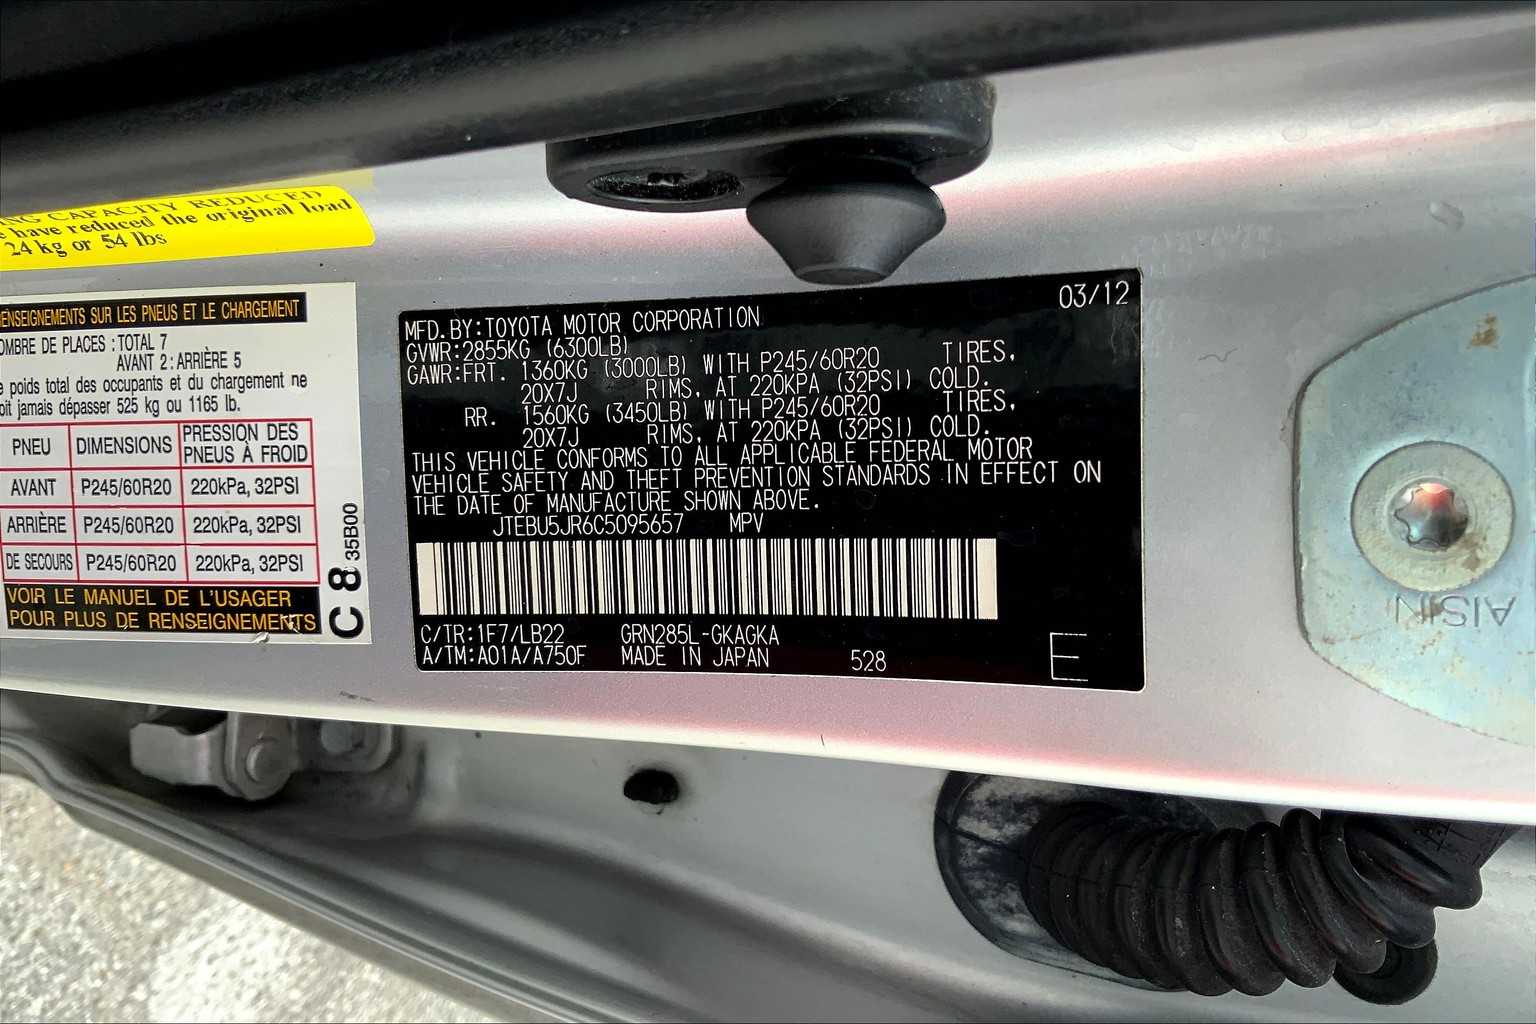 NG CAPACITY REDUCED
have reduced the original load
24 kg or 54 lbs
RENSEIGNEMENTS SUR LES PNEUS ET LE CHARGEMENT
NOMBRE DE PLACES : TOTAL 7
AVANT 2 : ARRIÈRE 5
poids total des occupants et du chargement ne
doit jamais dépasser 525 kg ou 1165 lb.
PNEU DIMENSIONS PRESSION DES PNEUS À FROID
AVANT P245/60R20 220kPa, 32PSI
ARRIÈRE P245/60R20 220kPa, 32PSI
DE SECOURS P245/60R20 220kPa, 32PSI
VOIR LE MANUEL DE L'USAGER
POUR PLUS DE RENSEIGNEMENTS
C 8 35B00
03/12
MFD.BY:TOYOTA MOTOR CORPORATION
GVWR:2855KG (6300LB)
GAWR:FRT. 1360KG (3000LB) WITH P245/60R20 TIRES,
20X7J RIMS, AT 220KPA (32PSI) COLD.
RR. 1560KG (3450LB) WITH P245/60R20 TIRES,
20X7J RIMS, AT 220KPA (32PSI) COLD.
THIS VEHICLE CONFORMS TO ALL APPLICABLE FEDERAL MOTOR
VEHICLE SAFETY AND THEFT PREVENTION STANDARDS IN EFFECT ON
THE DATE OF MANUFACTURE SHOWN ABOVE.
JTEBU5JR6C5095657 MPV
C/TR:1F7/LB22 GRN285L-GKAGKA
A/TM:A01A/A750F MADE IN JAPAN 528 E
AISIN